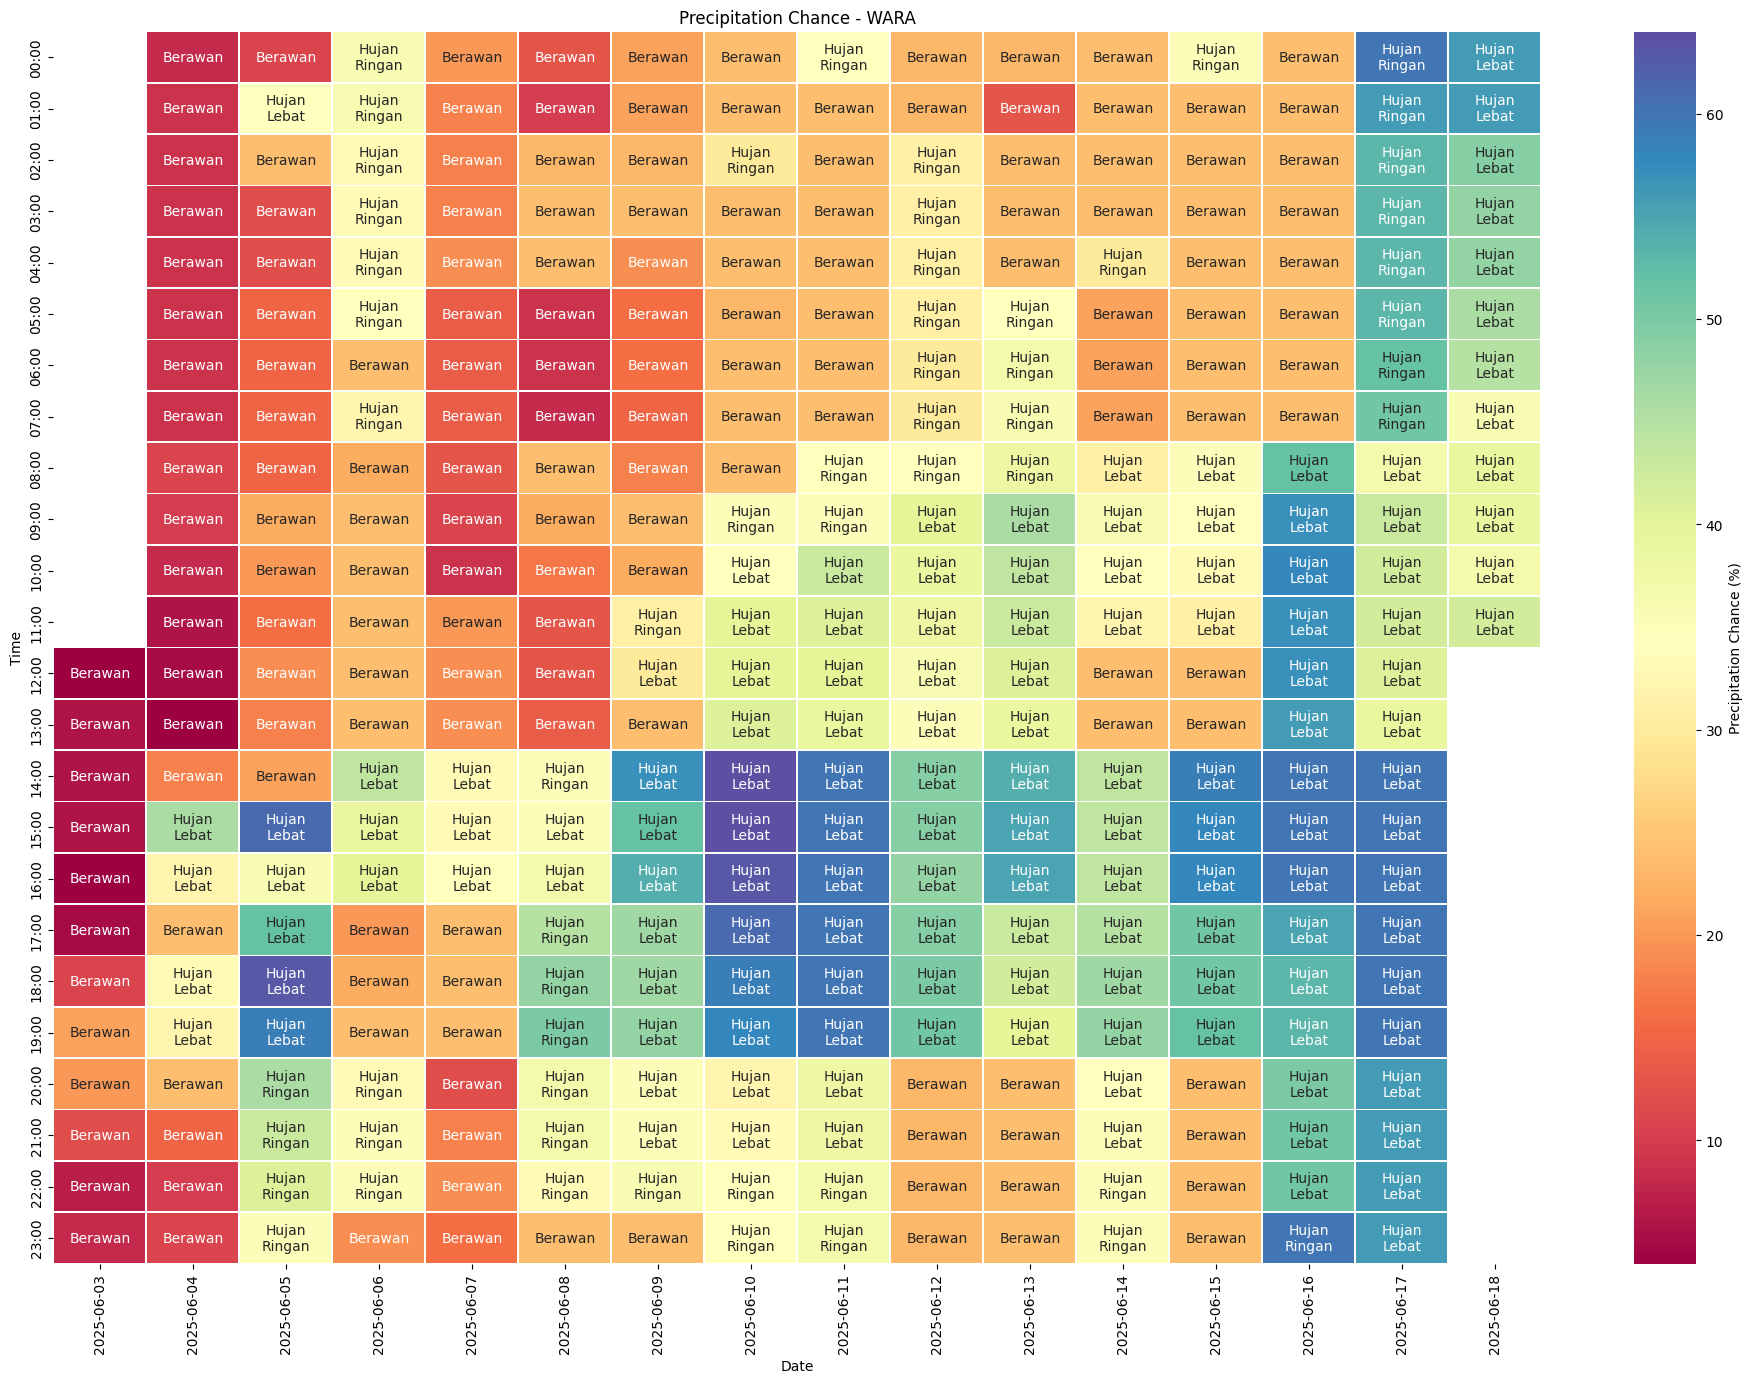 Precipitation Chance - WARA
00:00 Berawan Berawan Hujan Ringan Berawan Berawan Berawan Berawan Hujan Ringan Berawan Berawan Berawan Hujan Ringan Berawan Hujan Ringan Hujan Lebat
01:00 Berawan Hujan Lebat Hujan Ringan Berawan Berawan Berawan Berawan Berawan Berawan Berawan Berawan Berawan Berawan Hujan Ringan Hujan Lebat
02:00 Berawan Berawan Hujan Ringan Berawan Berawan Berawan Hujan Ringan Berawan Hujan Ringan Berawan Berawan Berawan Berawan Hujan Ringan Hujan Lebat
03:00 Berawan Berawan Hujan Ringan Berawan Berawan Berawan Berawan Berawan Hujan Ringan Berawan Berawan Berawan Berawan Hujan Ringan Hujan Lebat
04:00 Berawan Berawan Hujan Ringan Berawan Berawan Berawan Berawan Berawan Hujan Ringan Berawan Hujan Ringan Berawan Berawan Hujan Ringan Hujan Lebat
05:00 Berawan Berawan Hujan Ringan Berawan Berawan Berawan Berawan Berawan Hujan Ringan Hujan Ringan Berawan Berawan Berawan Hujan Ringan Hujan Lebat
06:00 Berawan Berawan Berawan Berawan Berawan Berawan Berawan Berawan Hujan Ringan Hujan Ringan Berawan Berawan Berawan Hujan Ringan Hujan Lebat
07:00 Berawan Berawan Hujan Ringan Berawan Berawan Berawan Berawan Berawan Hujan Ringan Hujan Ringan Berawan Berawan Berawan Hujan Ringan Hujan Lebat
08:00 Berawan Berawan Berawan Berawan Berawan Berawan Berawan Hujan Ringan Hujan Ringan Hujan Ringan Hujan Lebat Hujan Lebat Hujan Lebat Hujan Lebat Hujan Lebat
09:00 Berawan Berawan Berawan Berawan Berawan Berawan Hujan Ringan Hujan Ringan Hujan Lebat Hujan Lebat Hujan Lebat Hujan Lebat Hujan Lebat Hujan Lebat Hujan Lebat
10:00 Berawan Berawan Berawan Berawan Berawan Berawan Hujan Lebat Hujan Lebat Hujan Lebat Hujan Lebat Hujan Lebat Hujan Lebat Hujan Lebat Hujan Lebat Hujan Lebat
11:00 Berawan Berawan Berawan Berawan Berawan Hujan Ringan Hujan Lebat Hujan Lebat Hujan Lebat Hujan Lebat Hujan Lebat Hujan Lebat Hujan Lebat Hujan Lebat Hujan Lebat
12:00 Berawan Berawan Berawan Berawan Berawan Berawan Hujan Lebat Hujan Lebat Hujan Lebat Hujan Lebat Hujan Lebat Berawan Berawan Hujan Lebat Hujan Lebat
13:00 Berawan Berawan Berawan Berawan Berawan Berawan Berawan Hujan Lebat Hujan Lebat Hujan Lebat Hujan Lebat Berawan Berawan Hujan Lebat Hujan Lebat
14:00 Berawan Berawan Berawan Hujan Lebat Hujan Lebat Hujan Ringan Hujan Lebat Hujan Lebat Hujan Lebat Hujan Lebat Hujan Lebat Hujan Lebat Hujan Lebat Hujan Lebat Hujan Lebat
15:00 Berawan Hujan Lebat Hujan Lebat Hujan Lebat Hujan Lebat Hujan Lebat Hujan Lebat Hujan Lebat Hujan Lebat Hujan Lebat Hujan Lebat Hujan Lebat Hujan Lebat Hujan Lebat Hujan Lebat
16:00 Berawan Hujan Lebat Hujan Lebat Hujan Lebat Hujan Lebat Hujan Lebat Hujan Lebat Hujan Lebat Hujan Lebat Hujan Lebat Hujan Lebat Hujan Lebat Hujan Lebat Hujan Lebat Hujan Lebat
17:00 Berawan Berawan Hujan Lebat Berawan Berawan Hujan Ringan Hujan Lebat Hujan Lebat Hujan Lebat Hujan Lebat Hujan Lebat Hujan Lebat Hujan Lebat Hujan Lebat Hujan Lebat
18:00 Berawan Hujan Lebat Hujan Lebat Berawan Berawan Hujan Ringan Hujan Lebat Hujan Lebat Hujan Lebat Hujan Lebat Hujan Lebat Hujan Lebat Hujan Lebat Hujan Lebat Hujan Lebat
19:00 Berawan Hujan Lebat Hujan Lebat Berawan Berawan Hujan Ringan Hujan Lebat Hujan Lebat Hujan Lebat Hujan Lebat Hujan Lebat Hujan Lebat Hujan Lebat Hujan Lebat Hujan Lebat
20:00 Berawan Berawan Hujan Ringan Hujan Ringan Berawan Hujan Ringan Hujan Lebat Hujan Lebat Hujan Lebat Berawan Berawan Hujan Lebat Berawan Hujan Lebat Hujan Lebat
21:00 Berawan Berawan Hujan Ringan Hujan Ringan Berawan Hujan Ringan Hujan Lebat Hujan Lebat Hujan Lebat Berawan Berawan Hujan Lebat Berawan Hujan Lebat Hujan Lebat
22:00 Berawan Berawan Hujan Ringan Hujan Ringan Berawan Hujan Ringan Hujan Ringan Hujan Ringan Hujan Ringan Berawan Berawan Hujan Ringan Berawan Hujan Lebat Hujan Lebat
23:00 Berawan Berawan Hujan Ringan Berawan Berawan Berawan Berawan Hujan Ringan Hujan Ringan Berawan Berawan Hujan Ringan Berawan Hujan Ringan Hujan Lebat
Time
2025-06-03 2025-06-04 2025-06-05 2025-06-06 2025-06-07 2025-06-08 2025-06-09 2025-06-10 2025-06-11 2025-06-12 2025-06-13 2025-06-14 2025-06-15 2025-06-16 2025-06-17 2025-06-18
Date
60
50
40
30
20
10
Precipitation Chance (%)